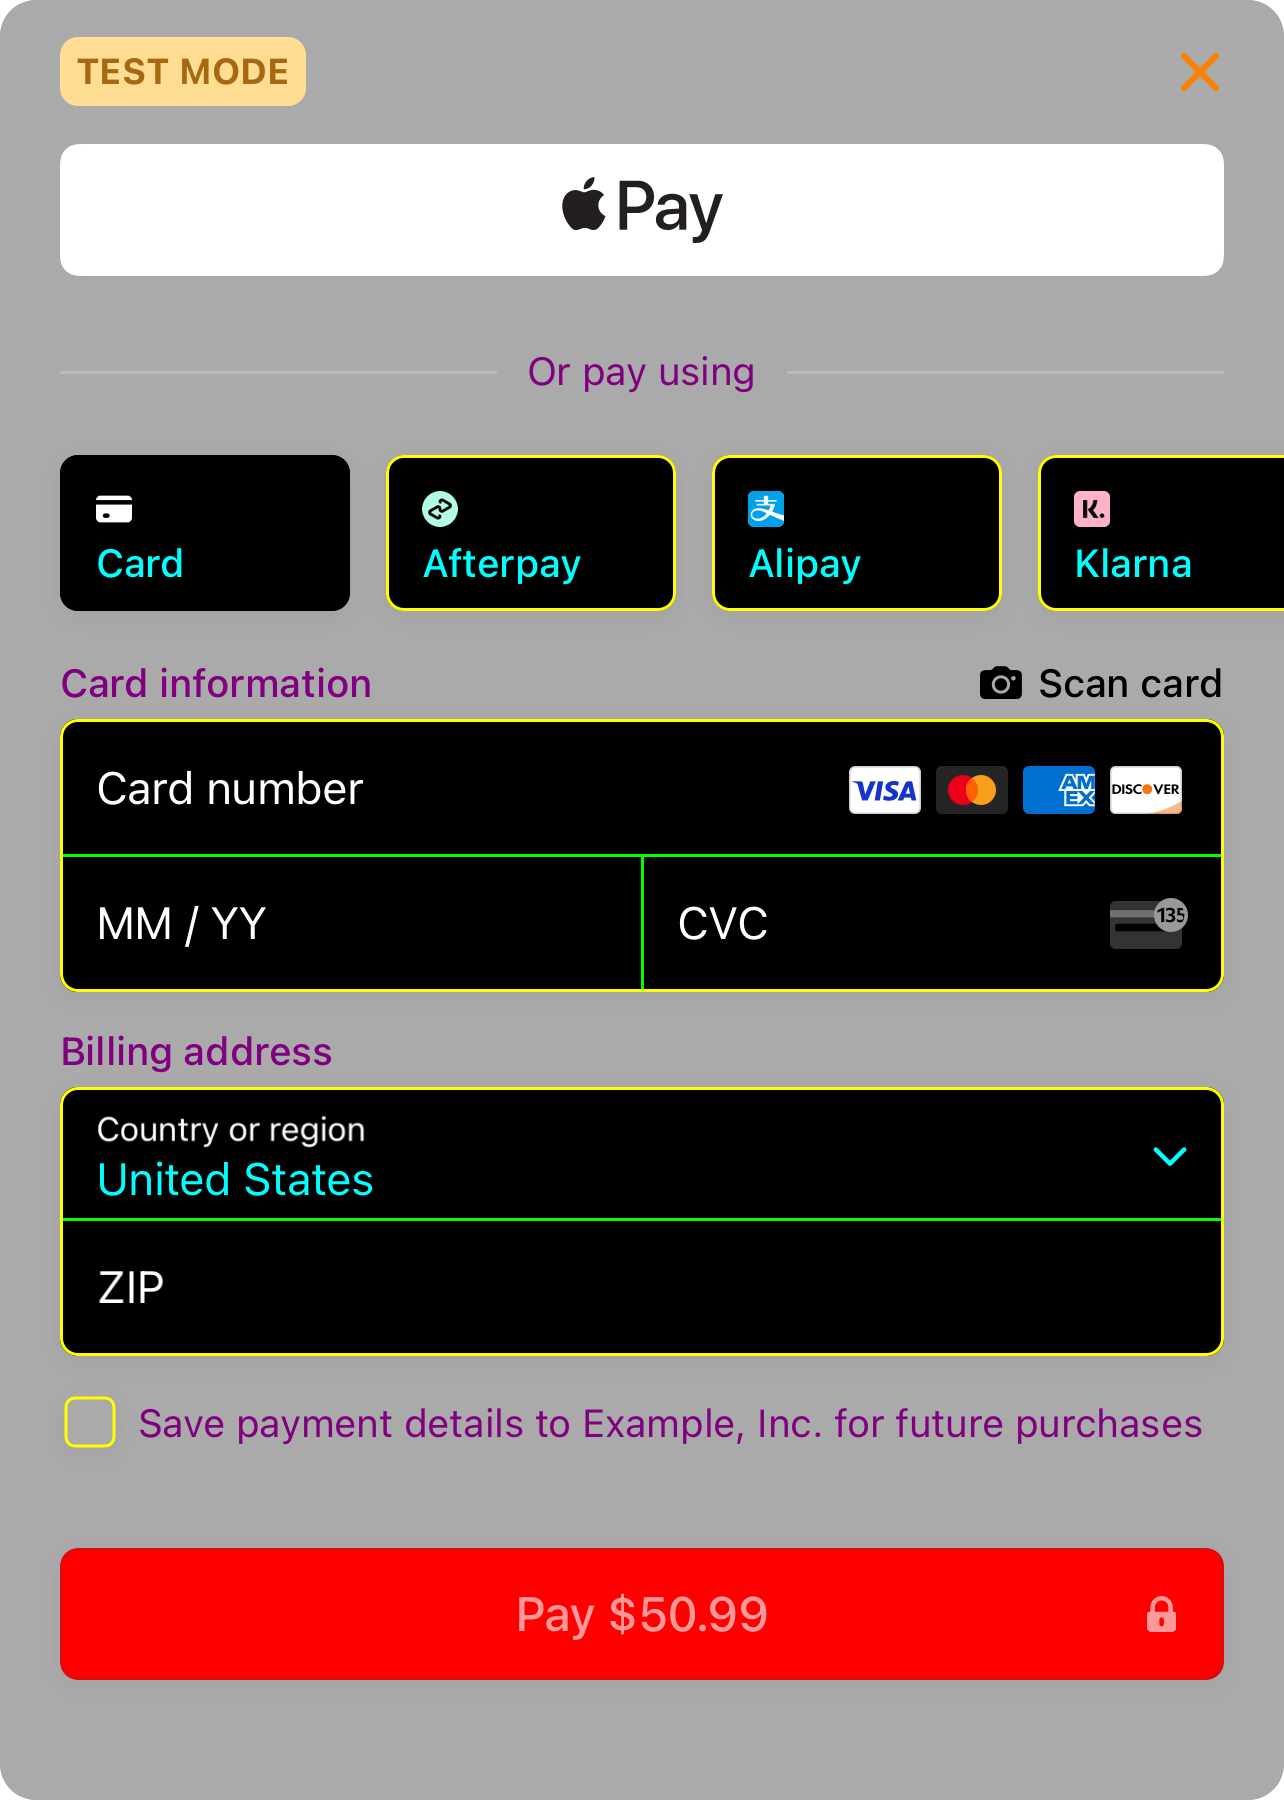 TEST MODE
Pay
Or pay using
Card
Afterpay
Alipay
Klarna
Card information
Scan card
Card number
VISA
AMEX
DISCOVER
MM / YY
CVC
135
Billing address
Country or region
United States
ZIP
Save payment details to Example, Inc. for future purchases
Pay $50.99